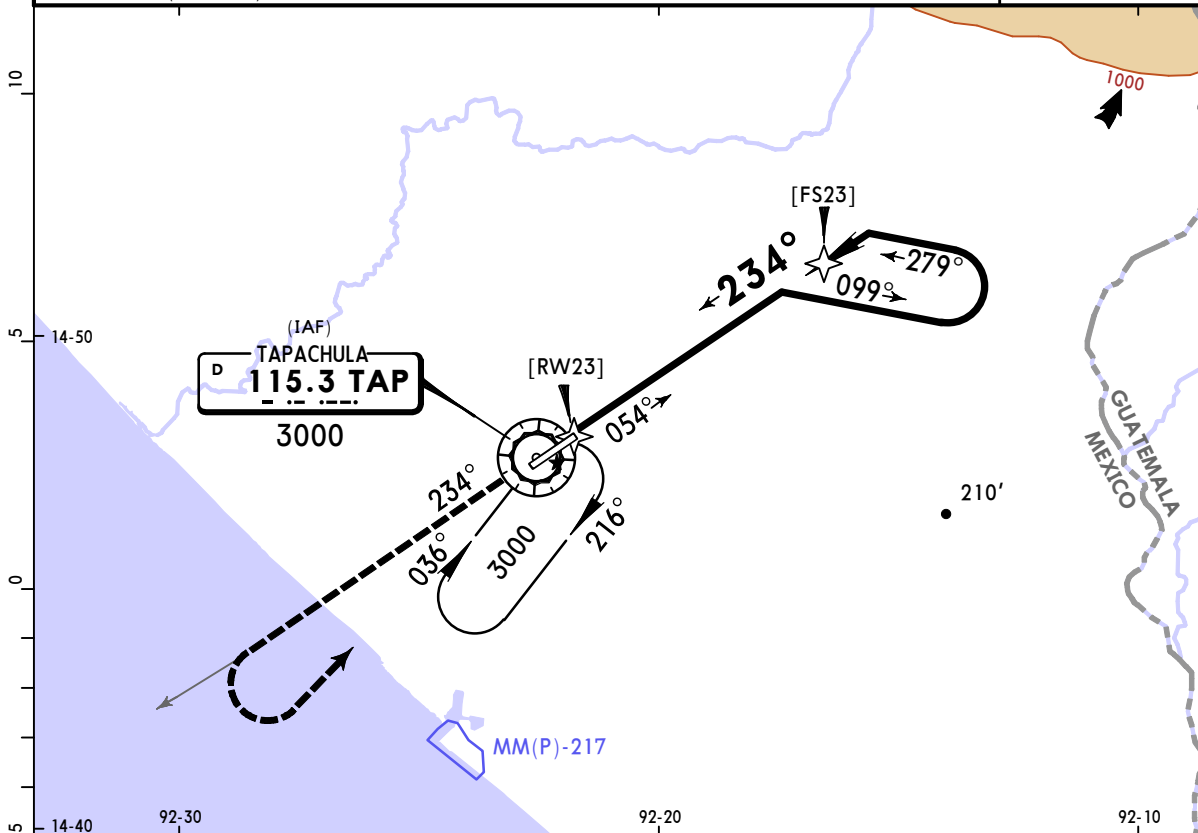 1000
10
[FS23]
234°
279°
099°
5
14-50
(IAF)
TAPACHULA
D
115.3 TAP
3000
[RW23]
054°
234°
036°
3000
216°
GUATEMALA
MEXICO
210'
0
MM(P)-217
5
14-40
92-30
92-20
92-10